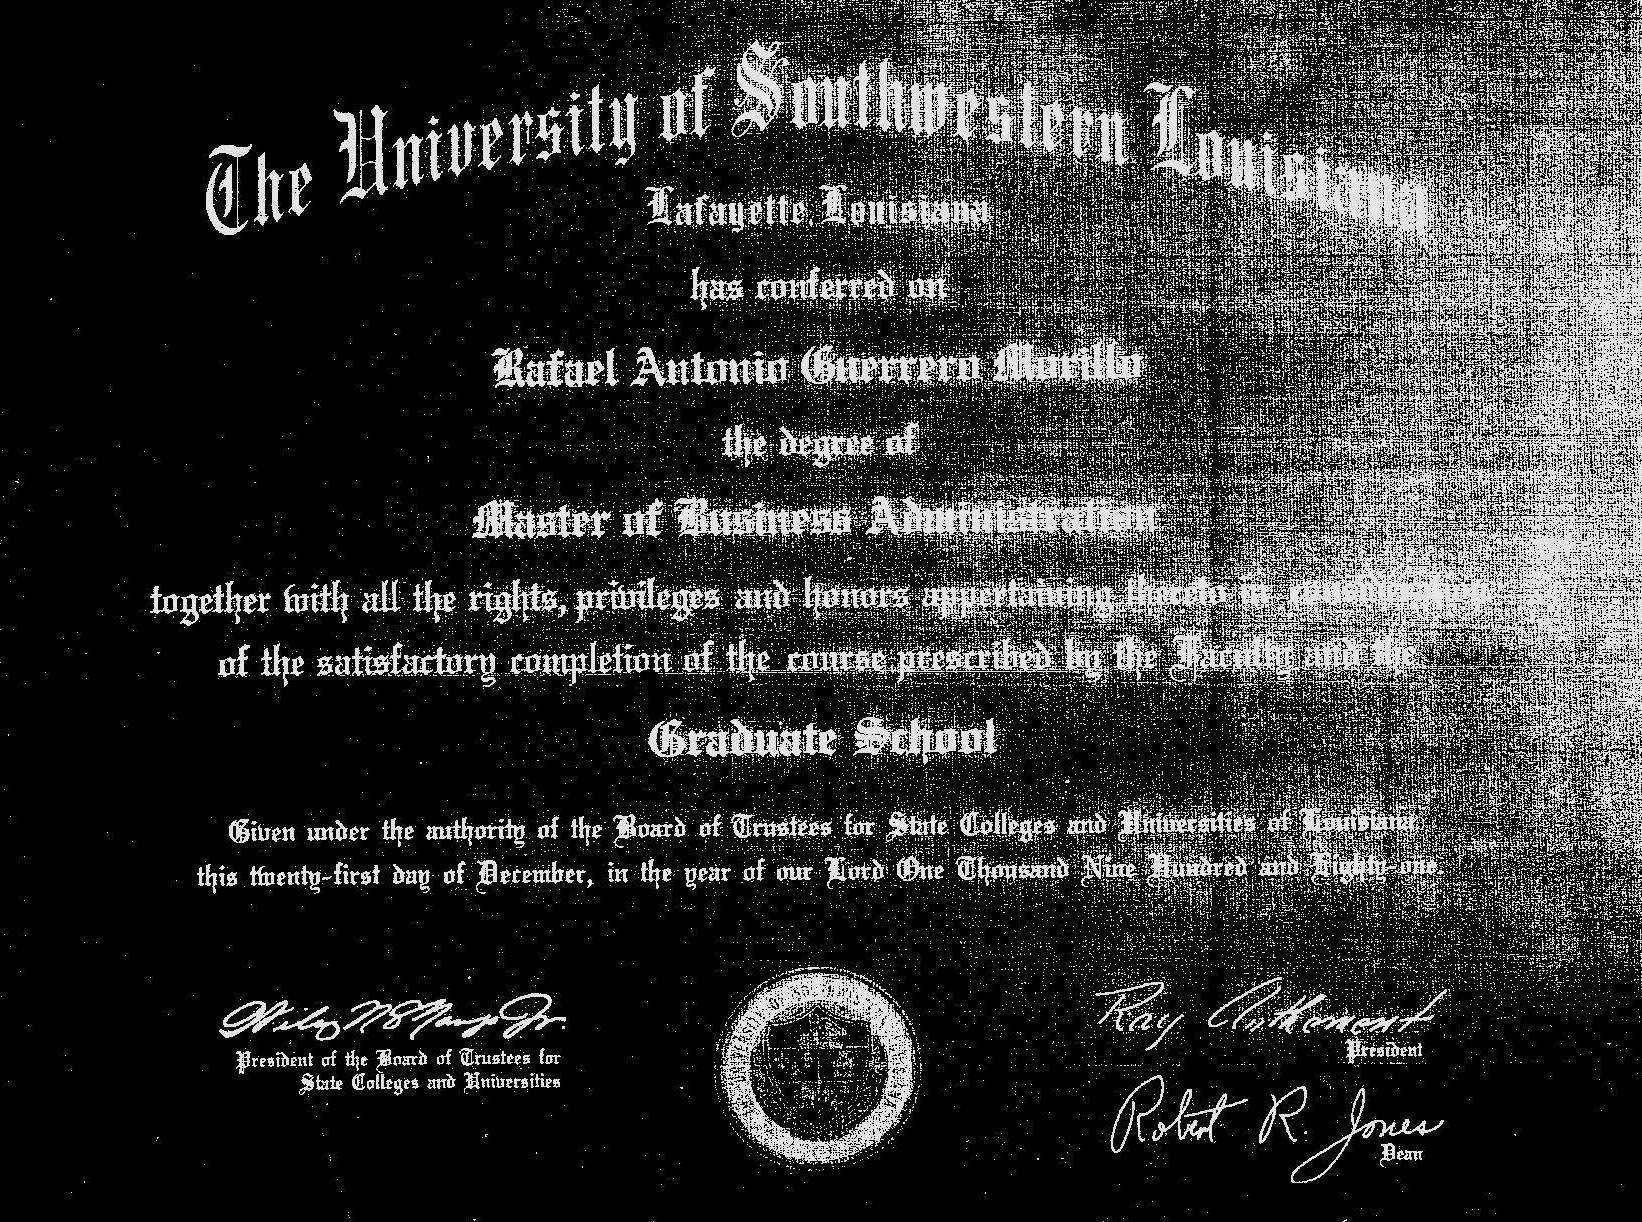 The University of Southwestern Louisiana
Lafayette Louisiana
has conferred on
Rafael Antonio Guerrero Morillo
the degree of
Master of Business Administration
together with all the rights, privileges and honors appertaining thereto in consideration
of the satisfactory completion of the course prescribed by the Faculty and the
Graduate School
Given under the authority of the Board of Trustees for State Colleges and Universities of Louisiana
this twenty-first day of December, in the year of our Lord One Thousand Nine Hundred and Eighty-one.
President of the Board of Trustees for
State Colleges and Universities
Ray Authement
President
Robert R. Jones
Dean